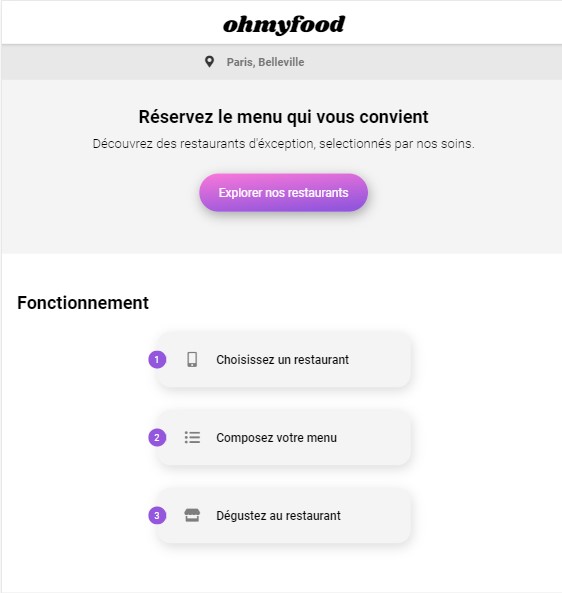 ohmyfood
Paris, Belleville
Réservez le menu qui vous convient
Découvrez des restaurants d'éxception, selectionnés par nos soins.
Explorer nos restaurants
Fonctionnement
1 Choisissez un restaurant
2 Composez votre menu
3 Dégustez au restaurant